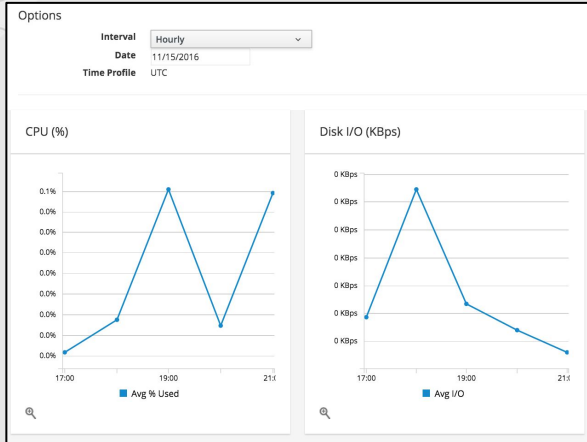 Options
Interval Hourly
Date 11/15/2016
Time Profile UTC
CPU (%)
0.1%
0.0%
0.0%
0.0%
0.0%
0.0%
0.0%
0.0%
0.0%
17:00 19:00 21:(
Avg % Used
Disk I/O (KBps)
0 KBps
0 KBps
0 KBps
0 KBps
0 KBps
0 KBps
0 KBps
17:00 19:00 21:(
Avg I/O